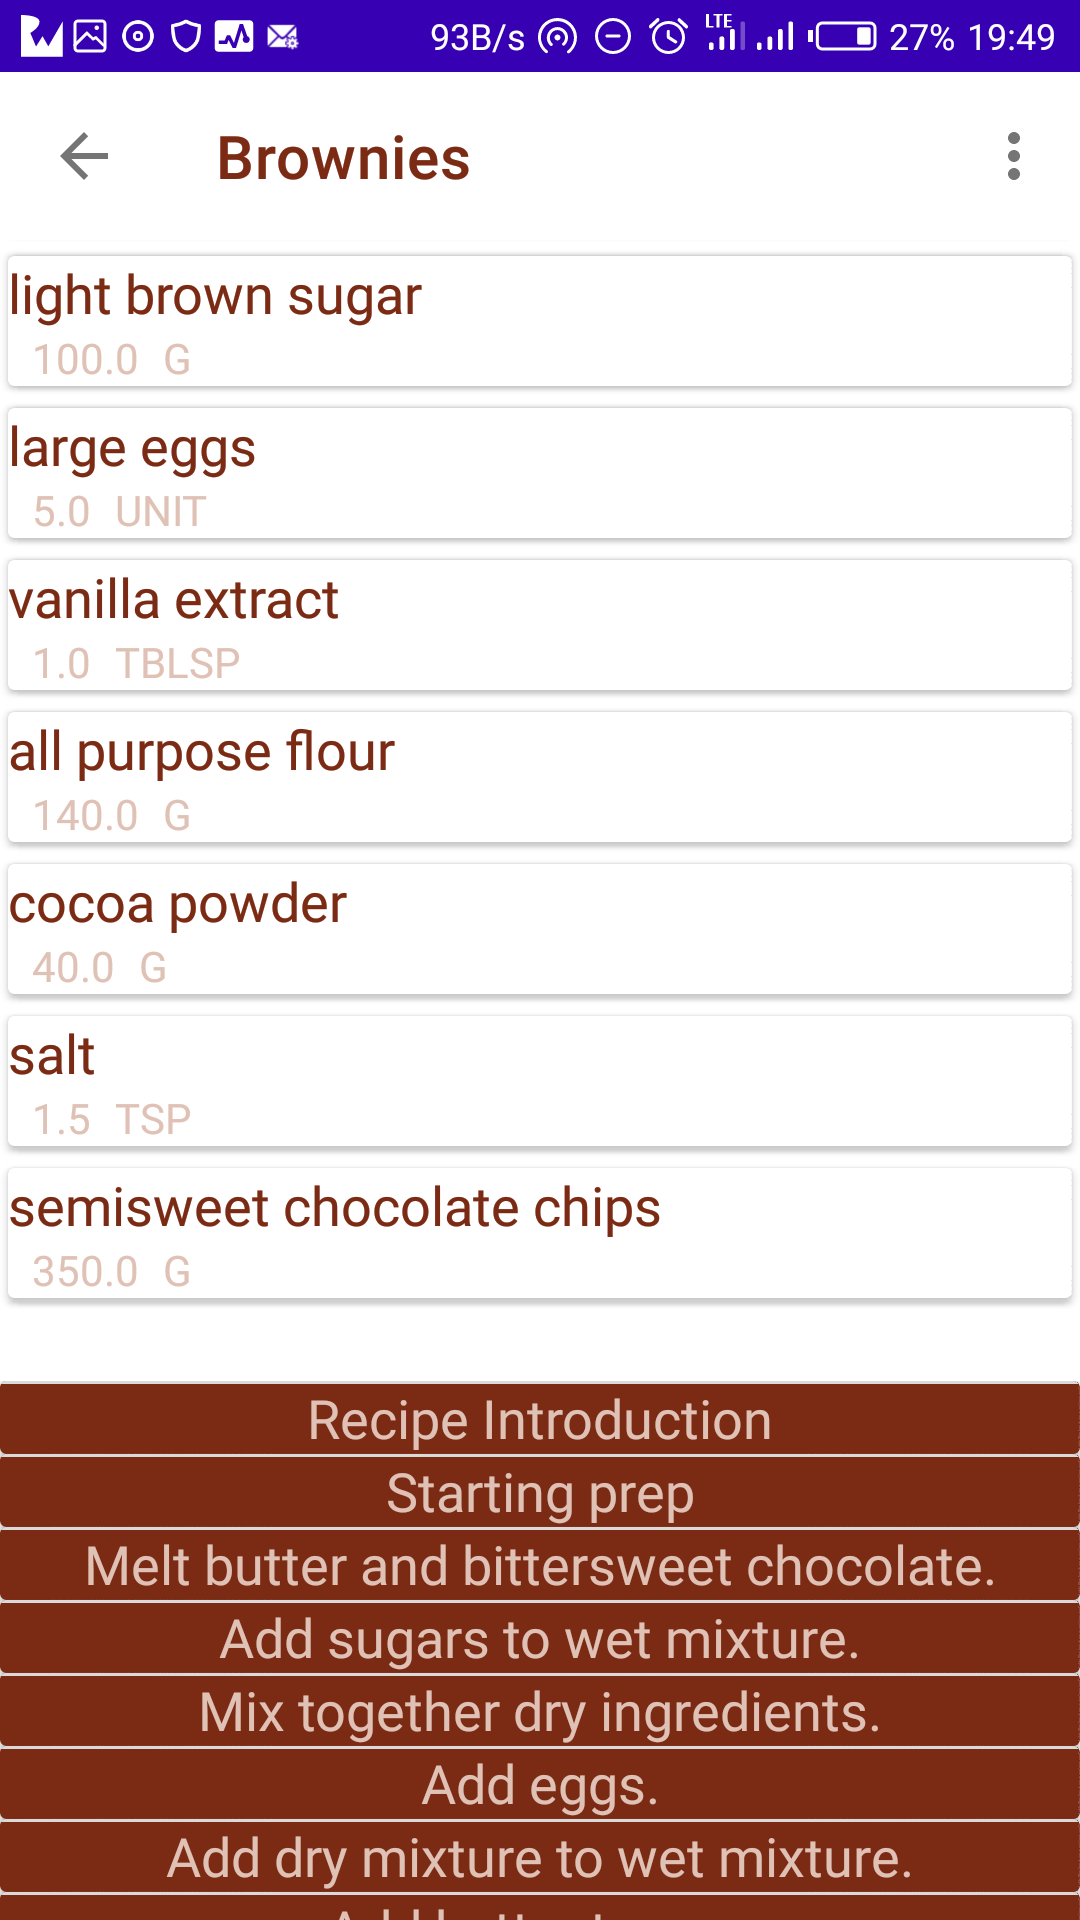 93B/s LTE 27% 19:49
Brownies
light brown sugar
100.0 G
large eggs
5.0 UNIT
vanilla extract
1.0 TBLSP
all purpose flour
140.0 G
cocoa powder
40.0 G
salt
1.5 TSP
semisweet chocolate chips
350.0 G
Recipe Introduction
Starting prep
Melt butter and bittersweet chocolate.
Add sugars to wet mixture.
Mix together dry ingredients.
Add eggs.
Add dry mixture to wet mixture.